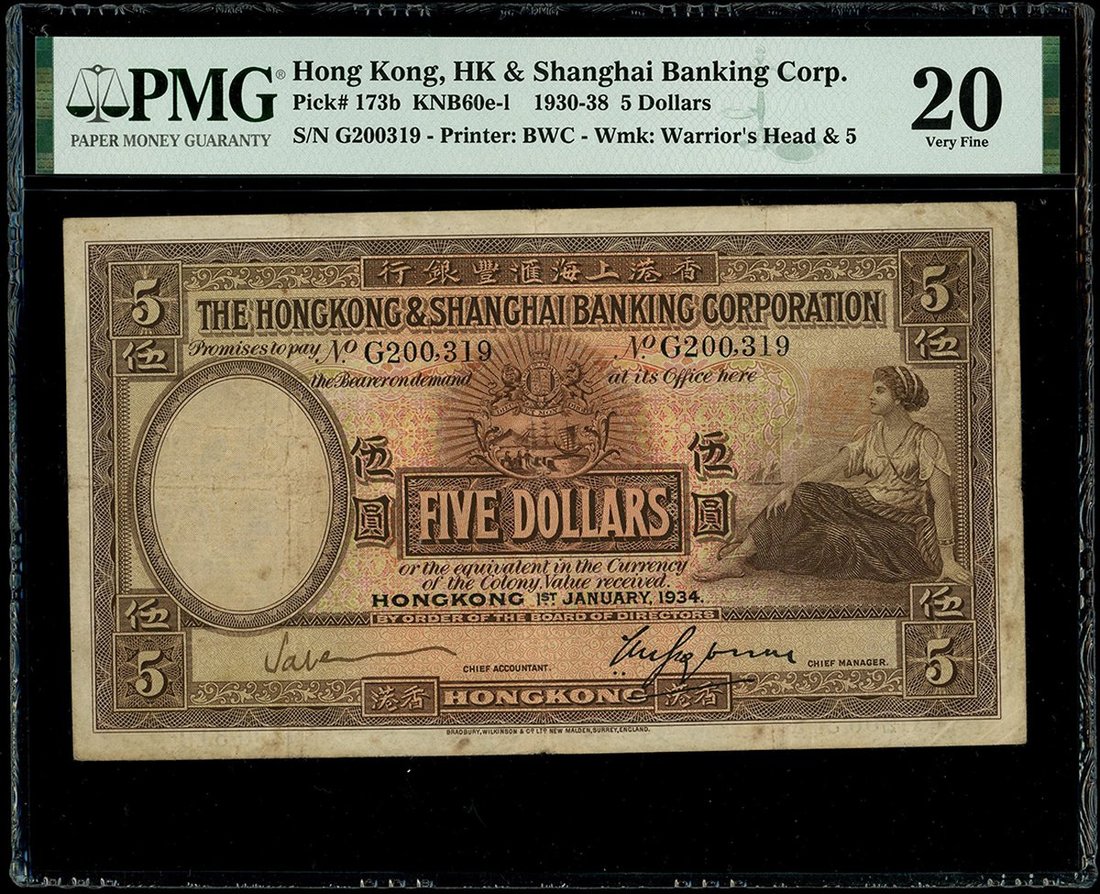 PMG®
PAPER MONEY GUARANTY
Hong Kong, HK & Shanghai Banking Corp.
Pick# 173b KNB60e-l 1930-38 5 Dollars
S/N G200319 - Printer: BWC - Wmk: Warrior's Head & 5
20
Very Fine
行銀豐滙海上港香
5
5
THE HONGKONG & SHANGHAI BANKING CORPORATION
伍
伍
Promises to pay No G200,319
No G200,319
the Bearer on demand
at its Office here
伍圓
伍圓
FIVE DOLLARS
or the equivalent in the Currency
of the Colony, Value received.
HONGKONG 1ST JANUARY, 1934.
BY ORDER OF THE BOARD OF DIRECTORS
伍
伍
5
5
CHIEF ACCOUNTANT.
CHIEF MANAGER.
港香
HONGKONG
港香
BRADBURY, WILKINSON & Co LTD NEW MALDEN, SURREY, ENGLAND.